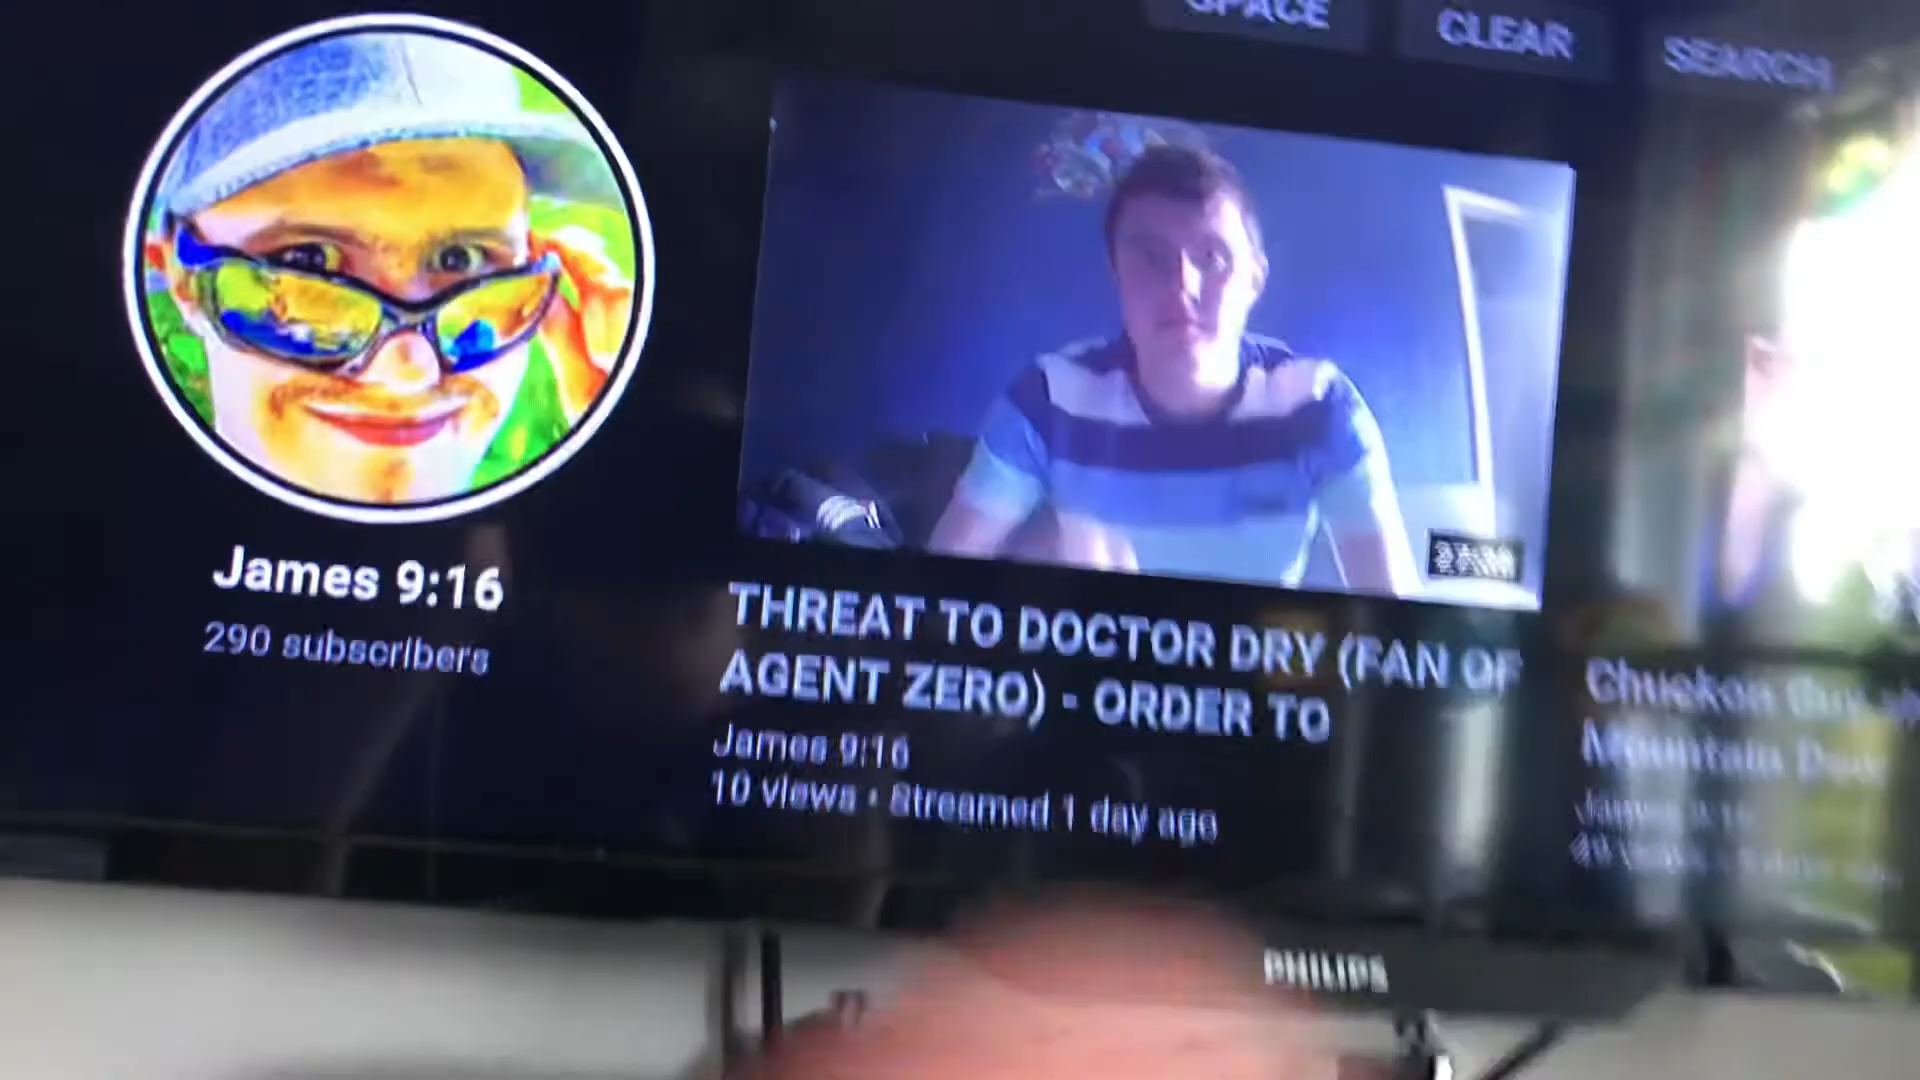 SPACE
CLEAR
SEARCH
James 9:16
290 subscribers
THREAT TO DOCTOR DRY (FAN OF
AGENT ZERO) - ORDER TO
James 9:16
10 views • Streamed 1 day ago
Mountain
PHILIPS